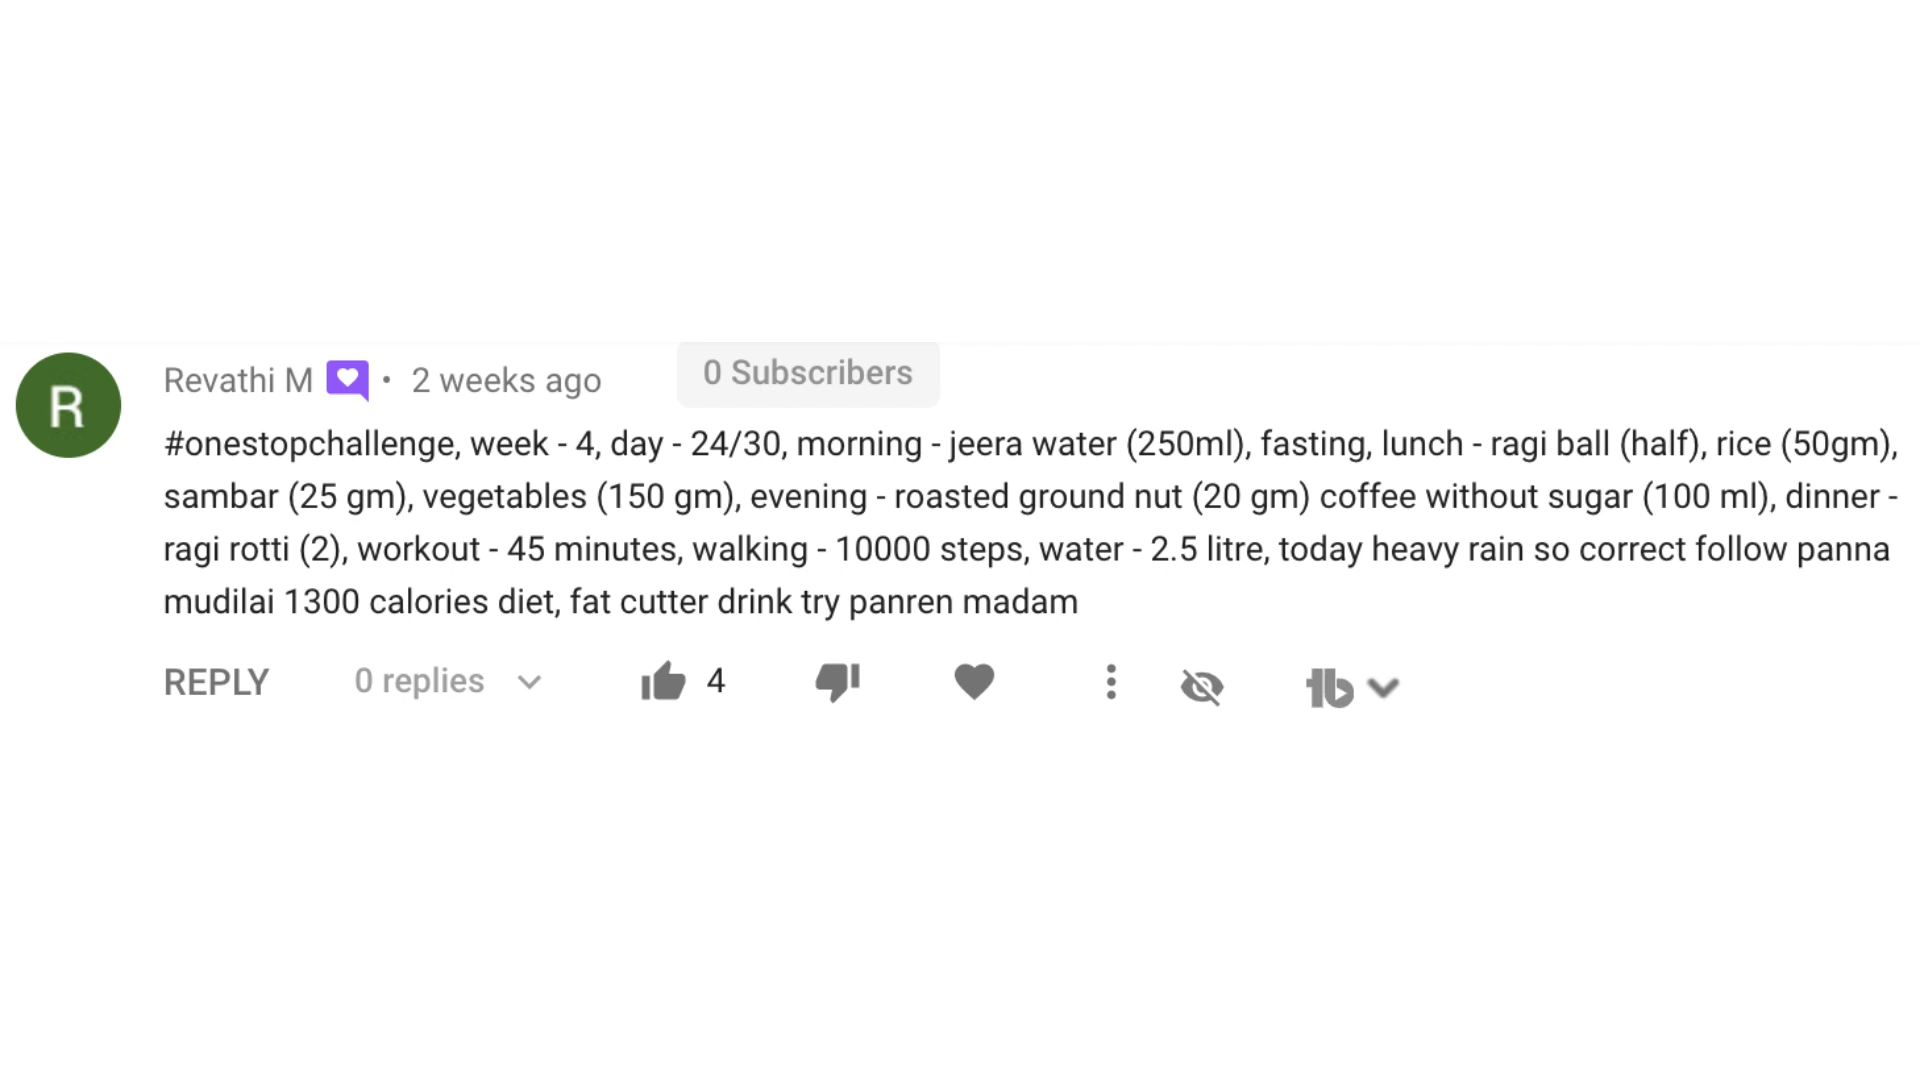 R
Revathi M • 2 weeks ago 0 Subscribers
#onestopchallenge, week - 4, day - 24/30, morning - jeera water (250ml), fasting, lunch - ragi ball (half), rice (50gm),
sambar (25 gm), vegetables (150 gm), evening - roasted ground nut (20 gm) coffee without sugar (100 ml), dinner -
ragi rotti (2), workout - 45 minutes, walking - 10000 steps, water - 2.5 litre, today heavy rain so correct follow panna
mudilai 1300 calories diet, fat cutter drink try panren madam
REPLY 0 replies 4